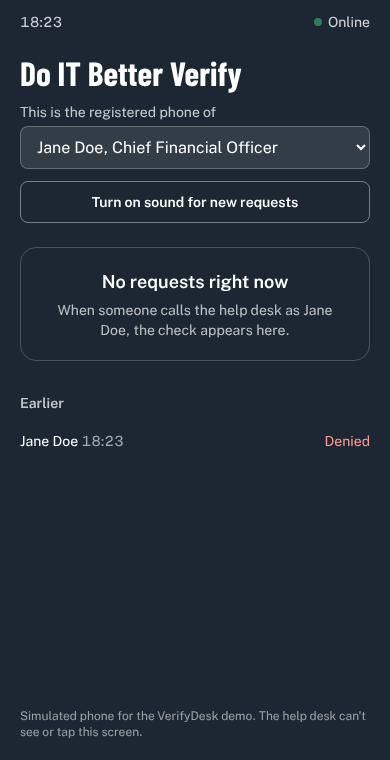 18:23
Online
Do IT Better Verify
This is the registered phone of
Jane Doe, Chief Financial Officer
Turn on sound for new requests
No requests right now
When someone calls the help desk as Jane
Doe, the check appears here.
Earlier
Jane Doe 18:23
Denied
Simulated phone for the VerifyDesk demo. The help desk can't
see or tap this screen.